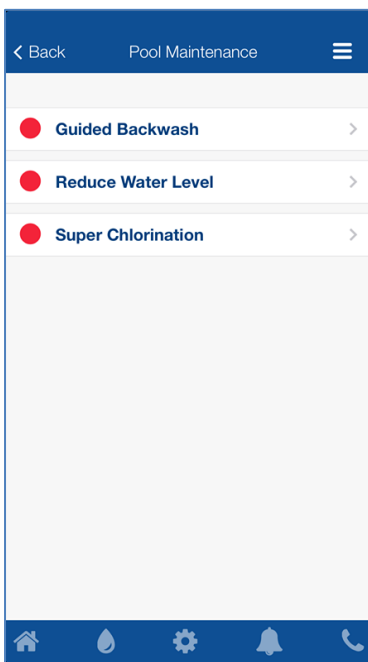 Back
Pool Maintenance
Guided Backwash
Reduce Water Level
Super Chlorination